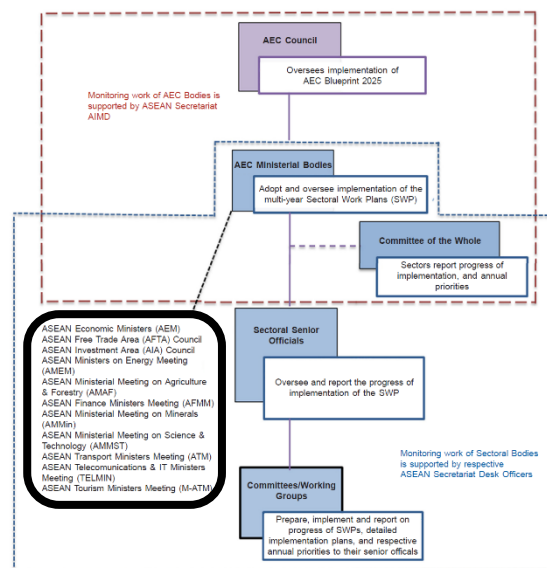 AEC Council
Oversees implementation of
AEC Blueprint 2025
Monitoring work of AEC Bodies is
supported by ASEAN Secretariat
AIMD
AEC Ministerial Bodies
Adopt and oversee implementation of the
multi-year Sectoral Work Plans (SWP)
Committee of the Whole
Sectors report progress of
implementation, and annual
priorities
ASEAN Economic Ministers (AEM)
ASEAN Free Trade Area (AFTA) Council
ASEAN Investment Area (AIA) Council
ASEAN Ministers on Energy Meeting
(AMEM)
ASEAN Ministerial Meeting on Agriculture
& Forestry (AMAF)
ASEAN Finance Ministers Meeting (AFMM)
ASEAN Ministerial Meeting on Minerals
(AMMin)
ASEAN Ministerial Meeting on Science &
Technology (AMMST)
ASEAN Transport Ministers Meeting (ATM)
ASEAN Telecomunications & IT Ministers
Meeting (TELMIN)
ASEAN Tourism Ministers Meeting (M-ATM)
Sectoral Senior
Officials
Oversee and report the progress of
implementation of the SWP
Monitoring work of Sectoral Bodies
is supported by respective
ASEAN Secretariat Desk Officers
Committees/Working
Groups
Prepare, implement and report on
progress of SWPs, detailed
implementation plans, and respective
annual priorities to their senior officals